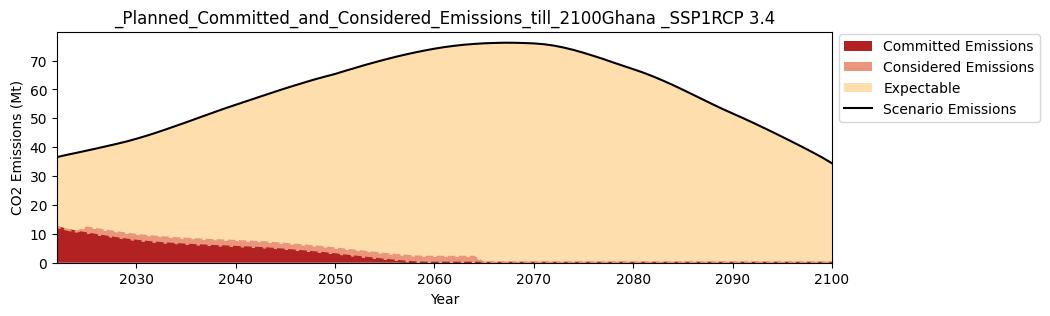 _Planned_Committed_and_Considered_Emissions_till_2100Ghana _SSP1RCP 3.4
Committed Emissions
Considered Emissions
Expectable
Scenario Emissions
CO2 Emissions (Mt)
70
60
50
40
30
20
10
0
2030 2040 2050 2060 2070 2080 2090 2100
Year